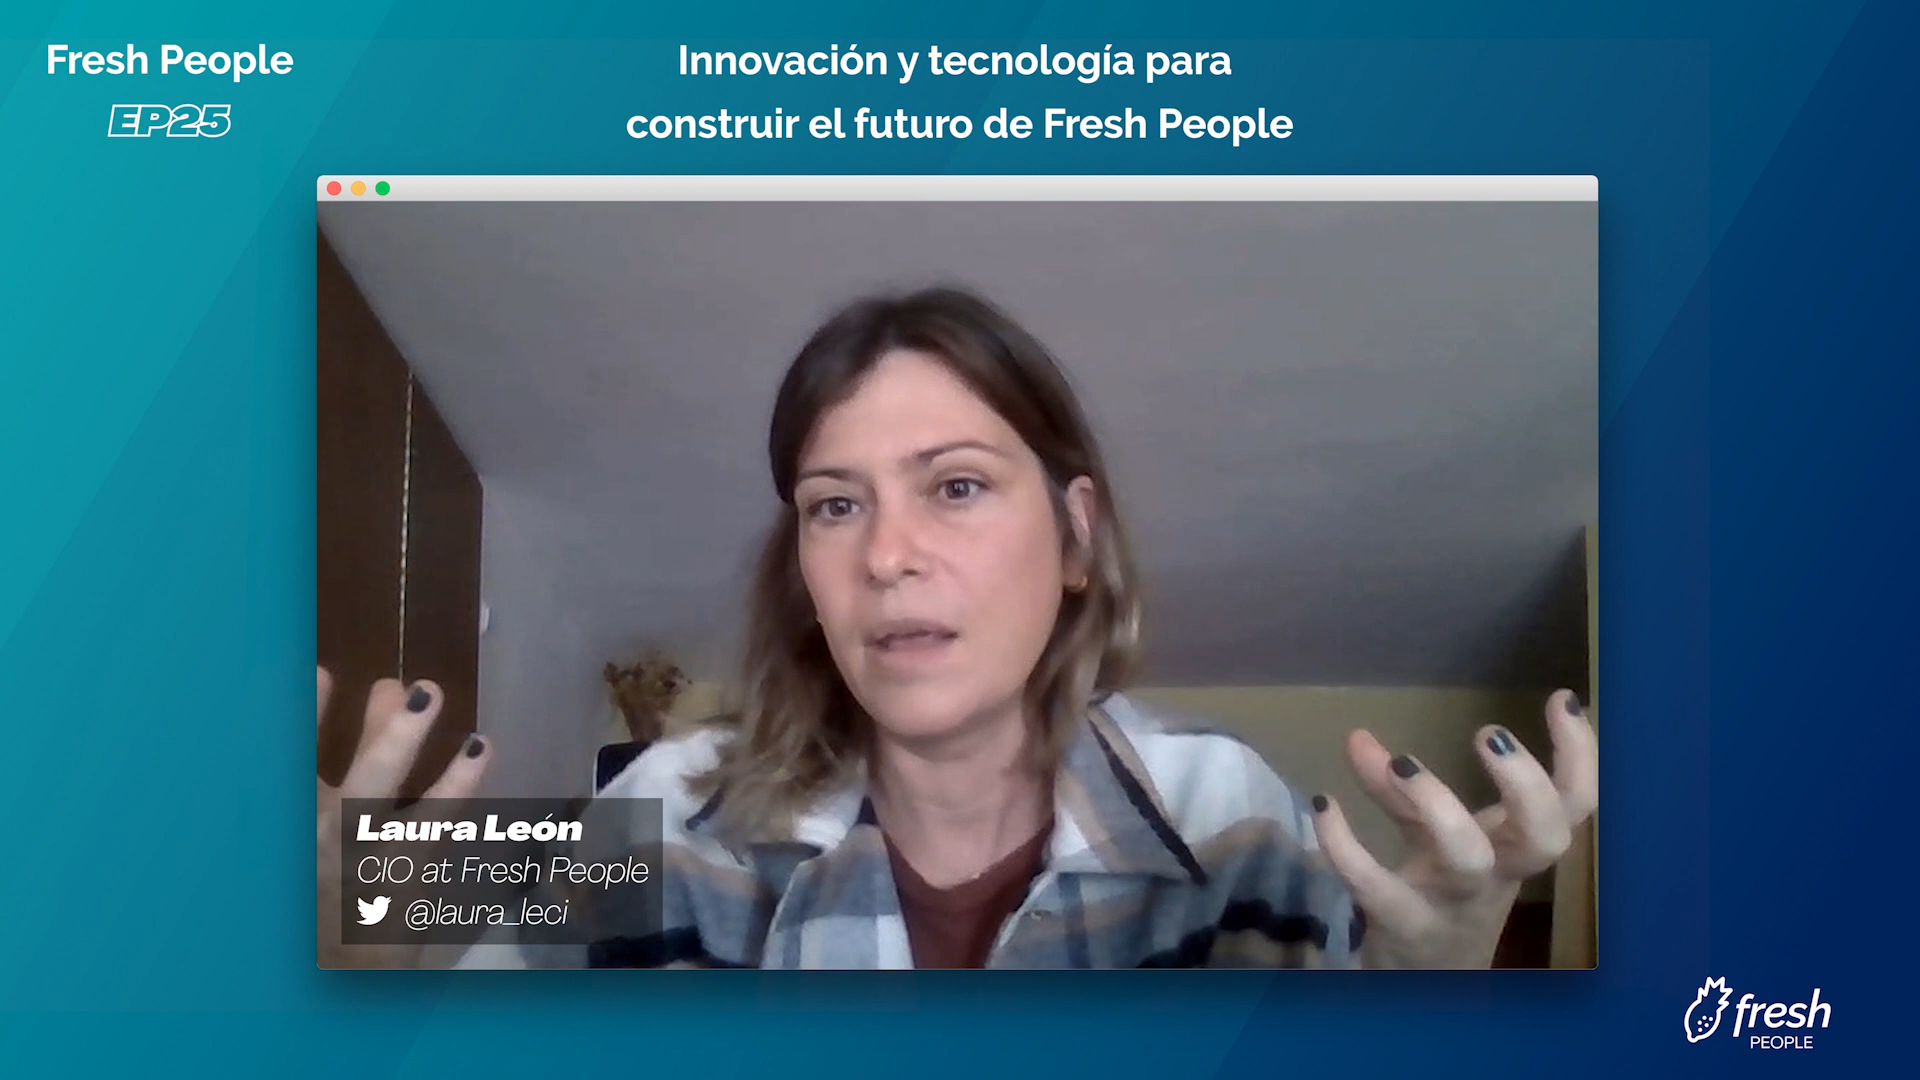 Fresh People
EP25
Innovación y tecnología para
construir el futuro de Fresh People
Laura León
CIO at Fresh People
@laura_leci
fresh
PEOPLE